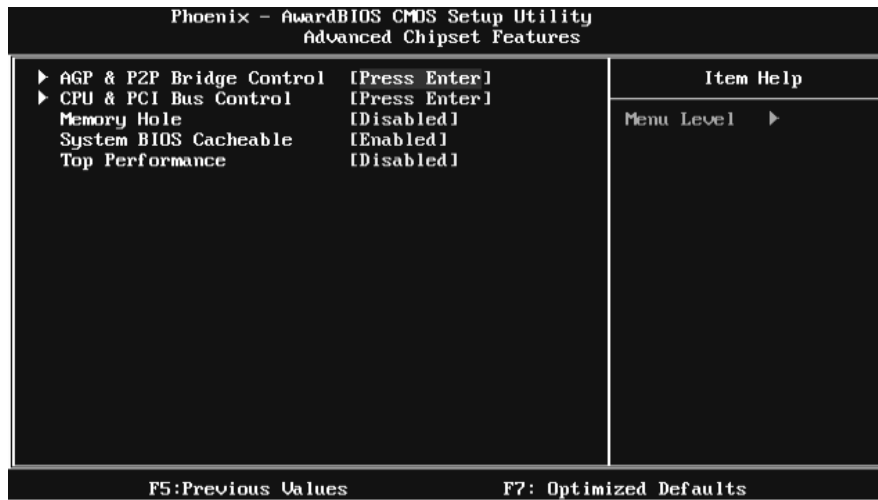 Phoenix - AwardBIOS CMOS Setup Utility
Advanced Chipset Features
AGP & P2P Bridge Control [Press Enter]
CPU & PCI Bus Control [Press Enter]
Memory Hole [Disabled]
System BIOS Cacheable [Enabled]
Top Performance [Disabled]
Item Help
Menu Level
F5:Previous Values F7: Optimized Defaults